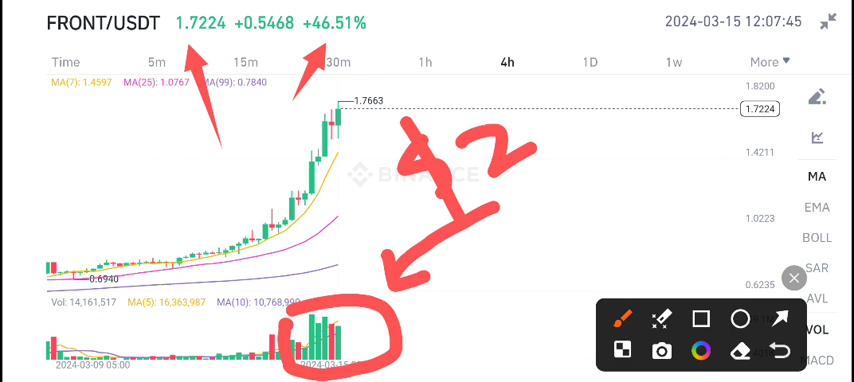 FRONT/USDT 1.7224 +0.5468 +46.51% 2024-03-15 12:07:45
Time 5m 15m 30m 1h 4h 1D 1w More
MA(7): 1.4597 MA(25): 1.0767 MA(99): 0.7840
1.8200
1.7663
1.7224
1.4211
BINANCE
MA
EMA
1.0223
BOLL
SAR
0.6940
0.6235
AVL
Vol: 14,161,517 MA(5): 16,363,987 MA(10): 10,768,990
VOL
MACD
2024-03-09 05:00
42